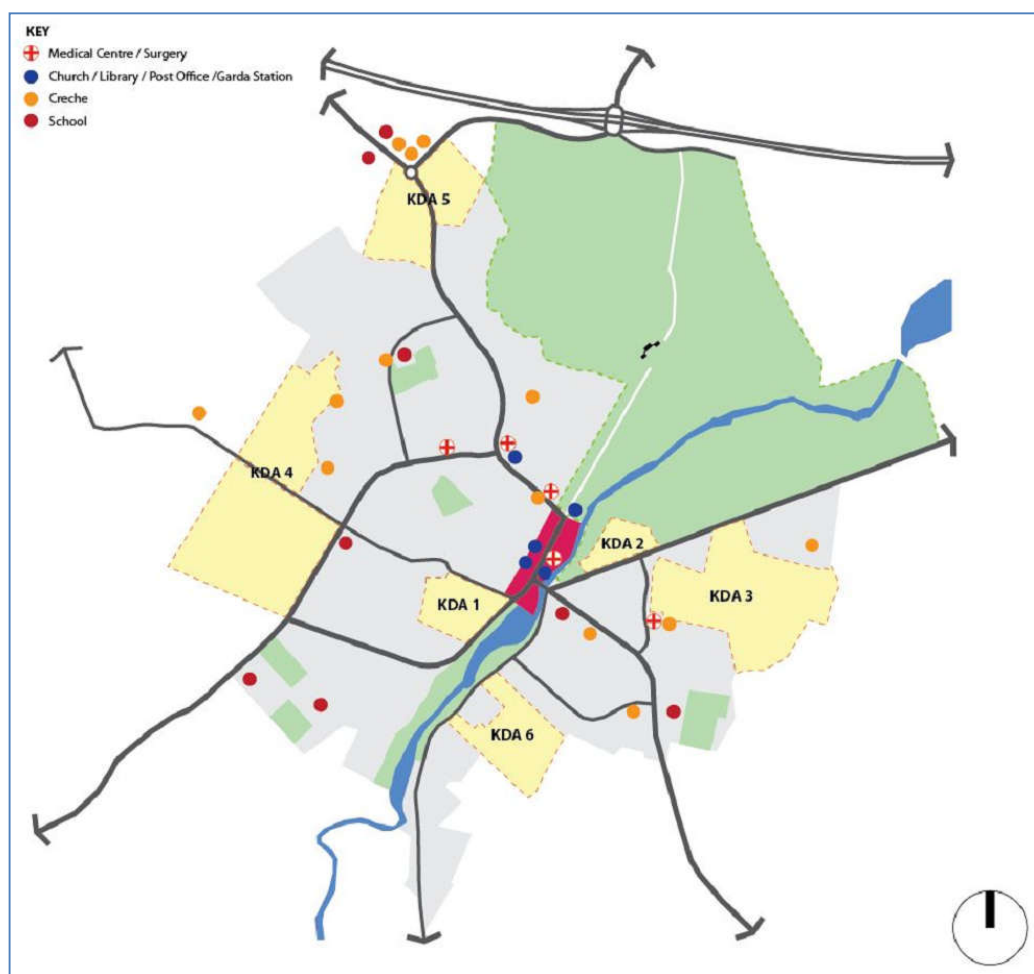 KEY
Medical Centre / Surgery
Church / Library / Post Office /Garda Station
Creche
School
KDA 5
KDA 4
KDA 2
KDA 1
KDA 3
KDA 6